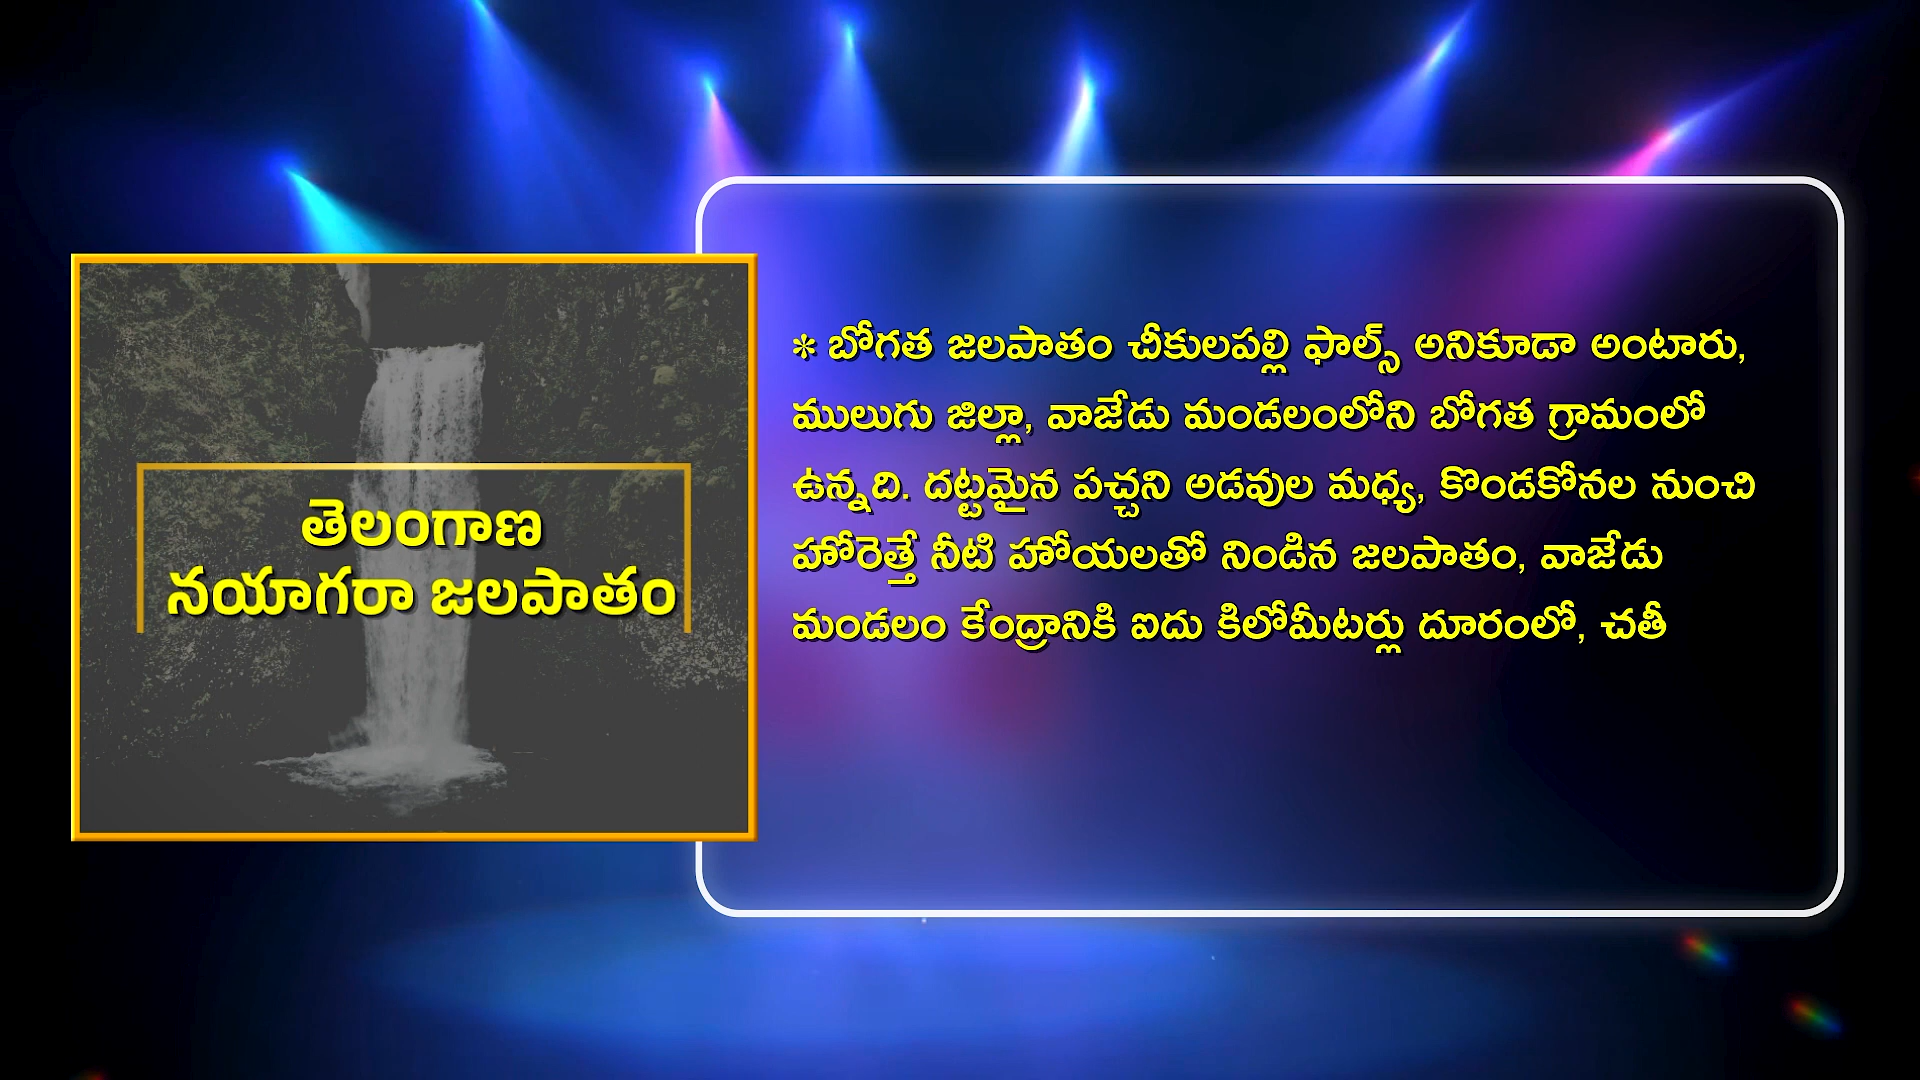 తెలంగాణ
నయాగరా జలపాతం
* బోగత జలపాతం చీకులపల్లి ఫాల్స్ అనికూడా అంటారు,
ములుగు జిల్లా, వాజేడు మండలంలోని బోగత గ్రామంలో
ఉన్నది. దట్టమైన పచ్చని అడవుల మధ్య, కొండకోనల నుంచి
హోరెత్తే నీటి హోయలతో నిండిన జలపాతం, వాజేడు
మండలం కేంద్రానికి ఐదు కిలోమీటర్లు దూరంలో, చతీ